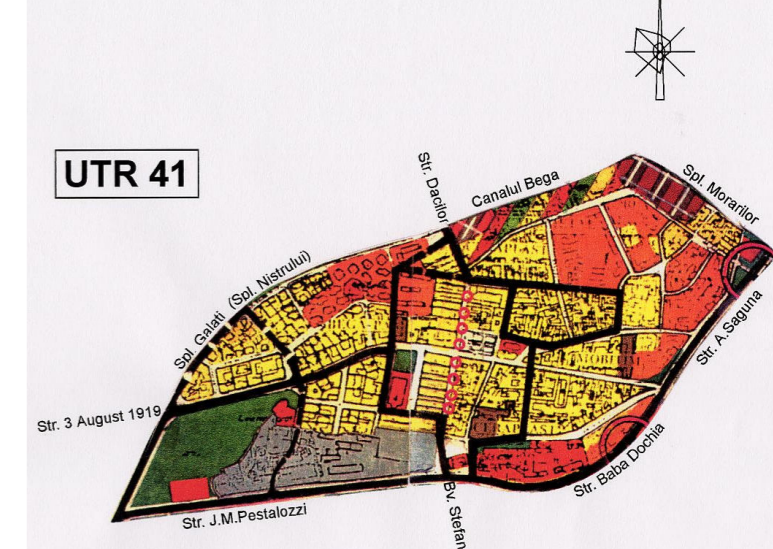 UTR 41
Str. Dacilor
Canalul Bega
Spl. Morarilor
Spl. Galati (Spl. Nistrului)
Str. A.Saguna
Str. 3 August 1919
Str. Baba Dochia
Str. J.M.Pestalozzi
Bv. Stefan